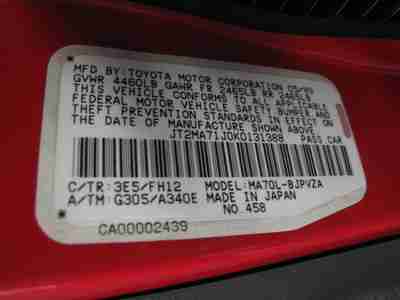 MFD. BY: TOYOTA MOTOR CORPORATION 05/89
GVWR 4460LB GAWR FR 2465LB RR 2465LB
THIS VEHICLE CONFORMS TO ALL APPLICABLE
FEDERAL MOTOR VEHICLE SAFETY, BUMPER, AND
THEFT PREVENTION STANDARDS IN EFFECT ON
THE DATE OF MANUFACTURE SHOWN ABOVE.
JT2MA71J0K0131388 PASS.CAR
C/TR: 3E5/FH12 MODEL: MA70L-BJPVZA
A/TM: G305/A340E MADE IN JAPAN
NO.458
CA00002439